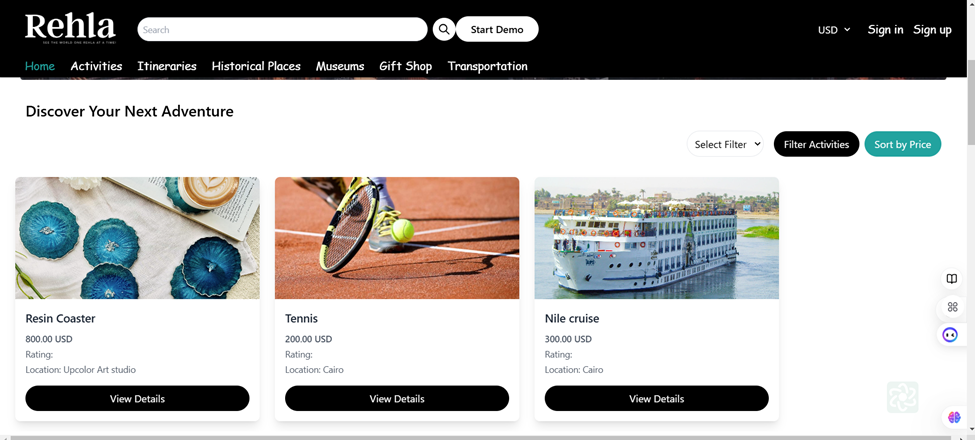 Rehla
SEE THE WORLD ONE REHLA AT A TIME!
Search
Start Demo
USD
Sign in
Sign up
Home
Activities
Itineraries
Historical Places
Museums
Gift Shop
Transportation
Discover Your Next Adventure
Select Filter
Filter Activities
Sort by Price
Resin Coaster
800.00 USD
Rating:
Location: Upcolor Art studio
View Details
Tennis
200.00 USD
Rating:
Location: Cairo
View Details
Nile cruise
300.00 USD
Rating:
Location: Cairo
View Details